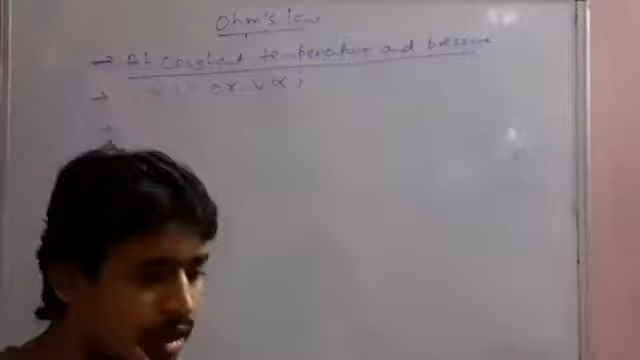 Ohm's law
→ At constant temperature and pressure
→ or v ∝ i
→